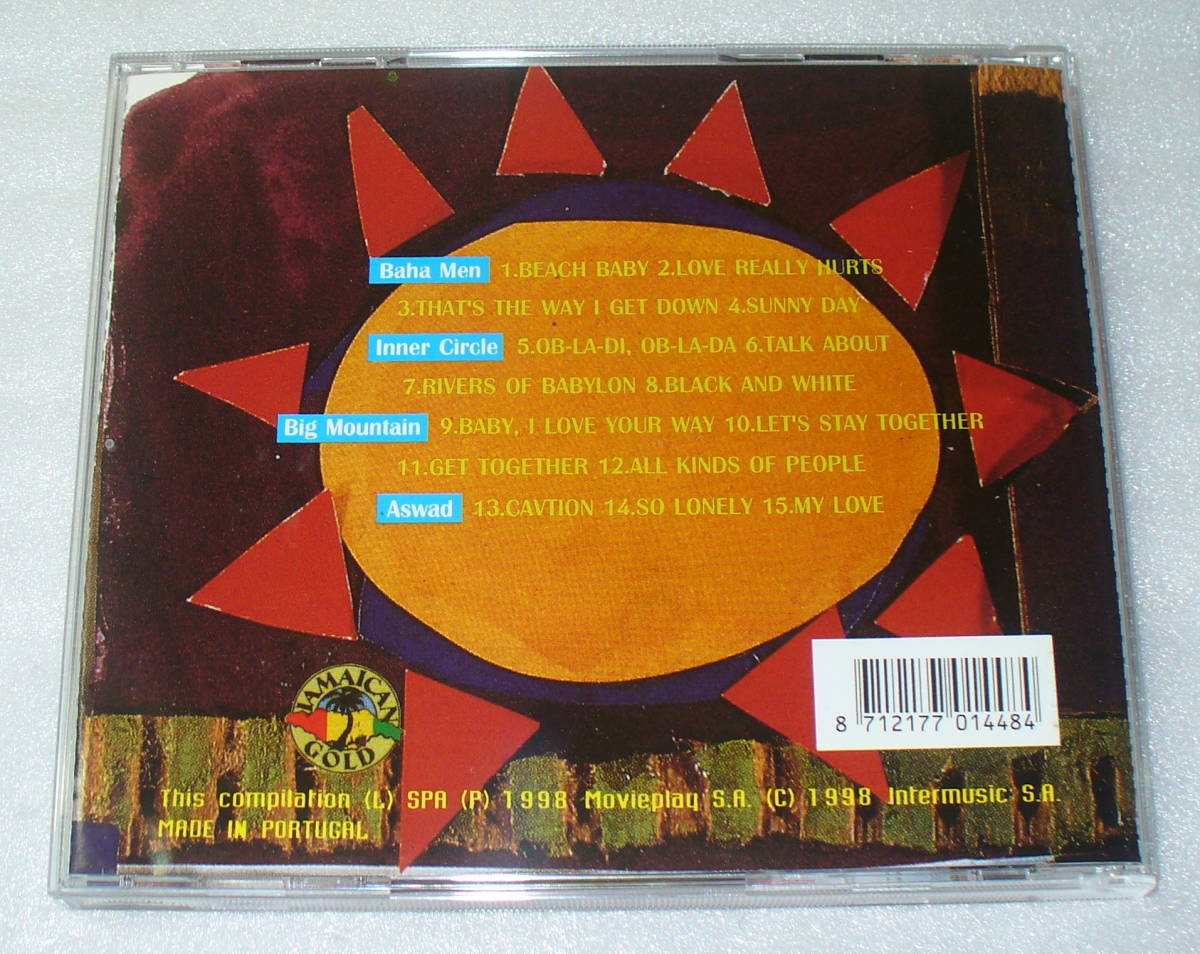 Baha Men 1.BEACH BABY 2.LOVE REALLY HURTS
3.THAT'S THE WAY I GET DOWN 4.SUNNY DAY
Inner Circle 5.OB-LA-DI, OB-LA-DA 6.TALK ABOUT
7.RIVERS OF BABYLON 8.BLACK AND WHITE
Big Mountain 9.BABY, I LOVE YOUR WAY 10.LET'S STAY TOGETHER
11.GET TOGETHER 12.ALL KINDS OF PEOPLE
Aswad 13.CAVTION 14.SO LONELY 15.MY LOVE
JAMAICAN
GOLD
8 712177 014484
This compilation (L) SPA (P) 1998 Movieplay S.A. (C) 1998 Intermusic S.A.
MADE IN PORTUGAL